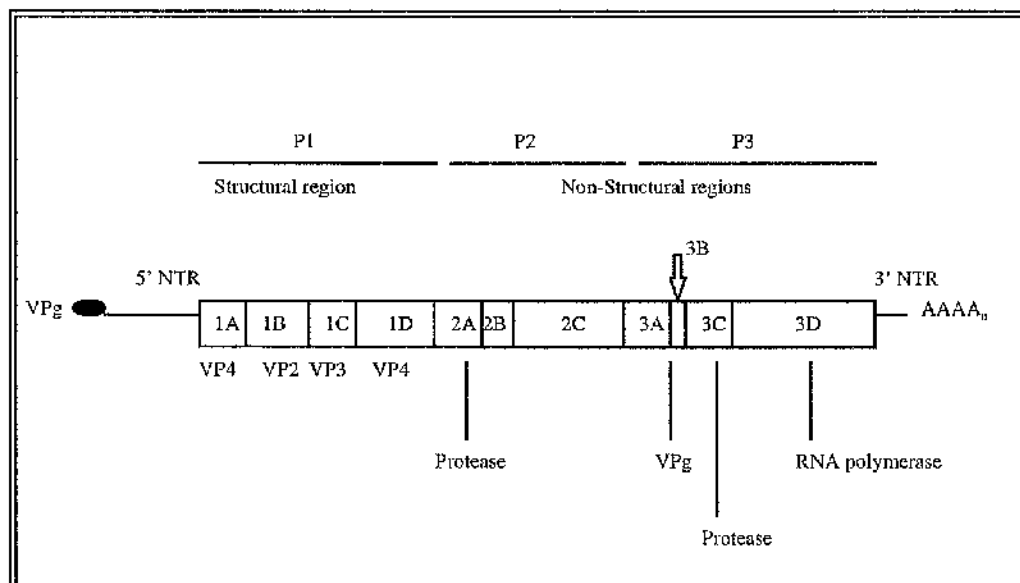 P1 P2 P3
Structural region Non-Structural regions
3B
5' NTR 3' NTR
VPg AAAAn
1A 1B 1C 1D 2A 2B 2C 3A 3C 3D
VP4 VP2 VP3 VP4
Protease VPg RNA polymerase
Protease